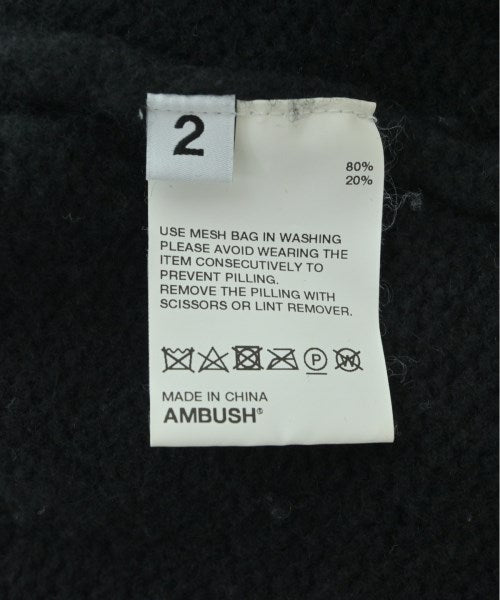 2
80%
20%
USE MESH BAG IN WASHING
PLEASE AVOID WEARING THE
ITEM CONSECUTIVELY TO
PREVENT PILLING.
REMOVE THE PILLING WITH
SCISSORS OR LINT REMOVER.
P W
MADE IN CHINA
AMBUSH®